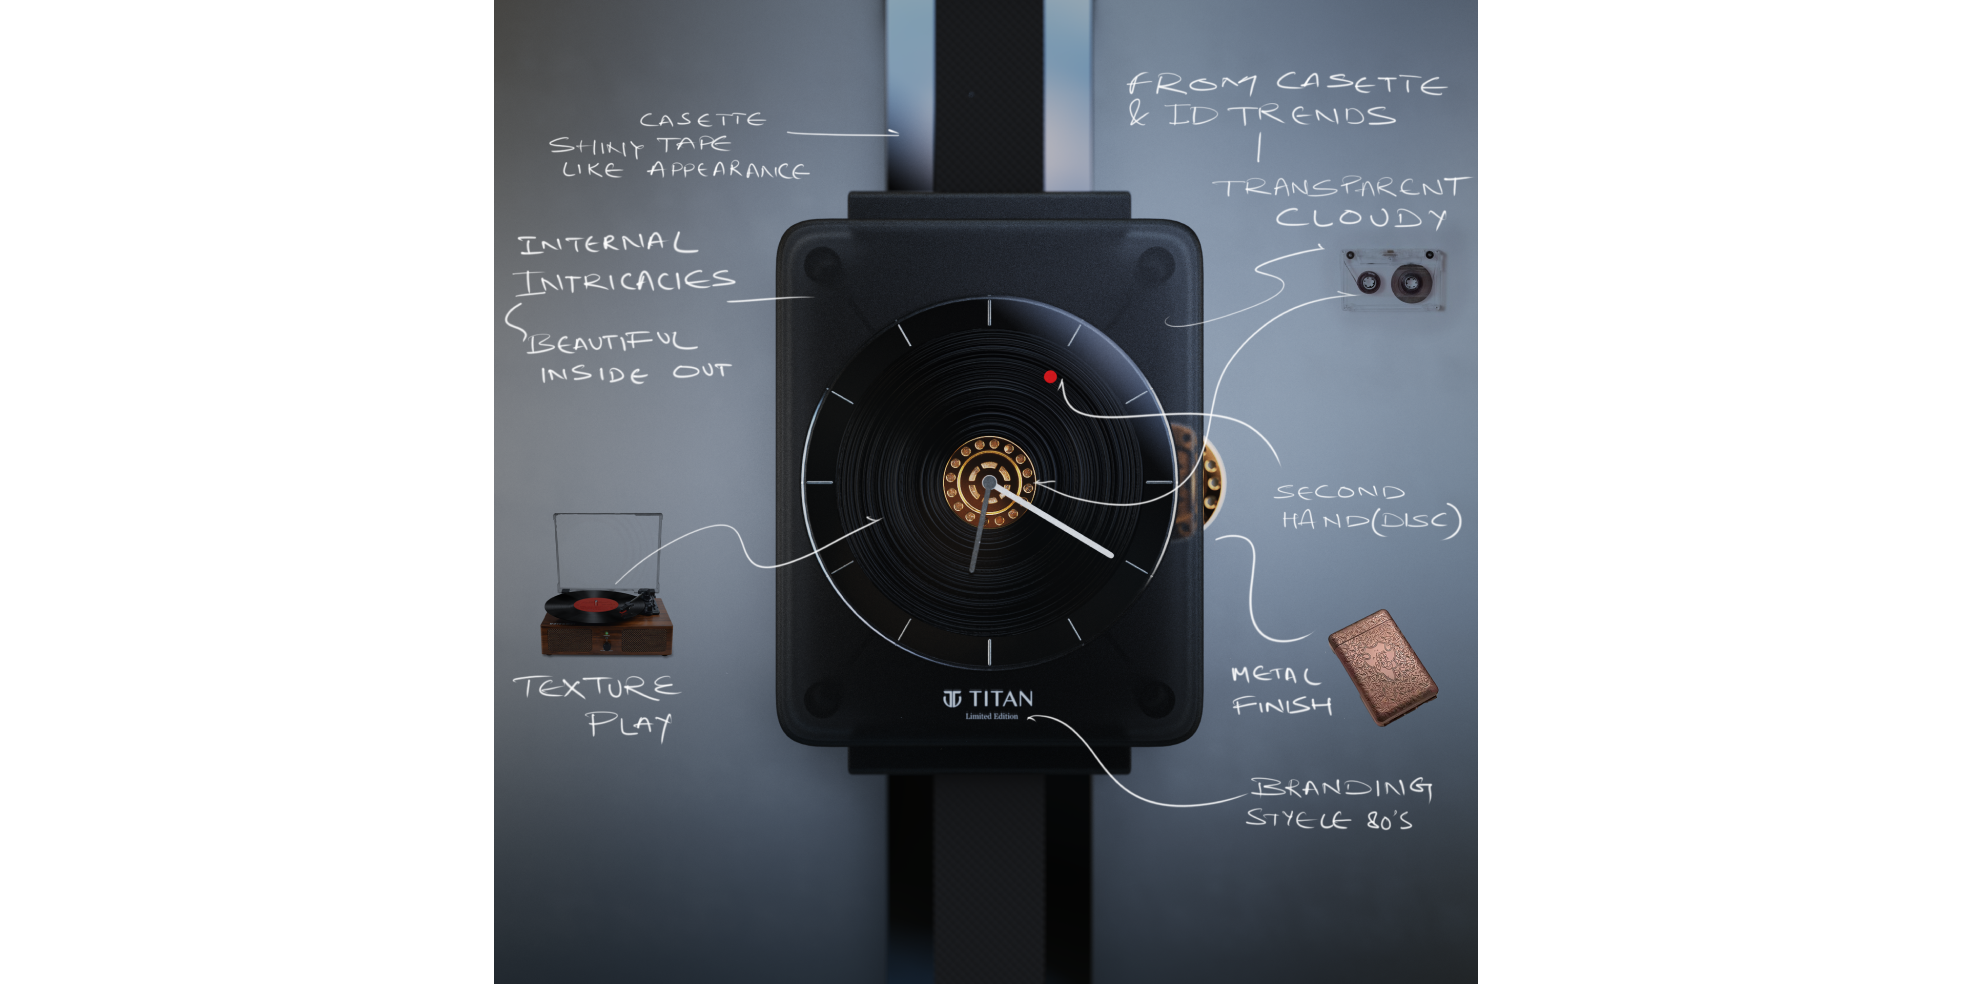 CASETTE
SHINY TAPE
LIKE APPEARANCE
FROM CASETTE
& ID TRENDS
TRANSPARENT
CLOUDY
INTERNAL
INTRICACIES
BEAUTIFUL
INSIDE OUT
SECOND
HAND(DISC)
TEXTURE
PLAY
METAL
FINISH
TITAN
Limited Edition
BRANDING
STYELE 80'S